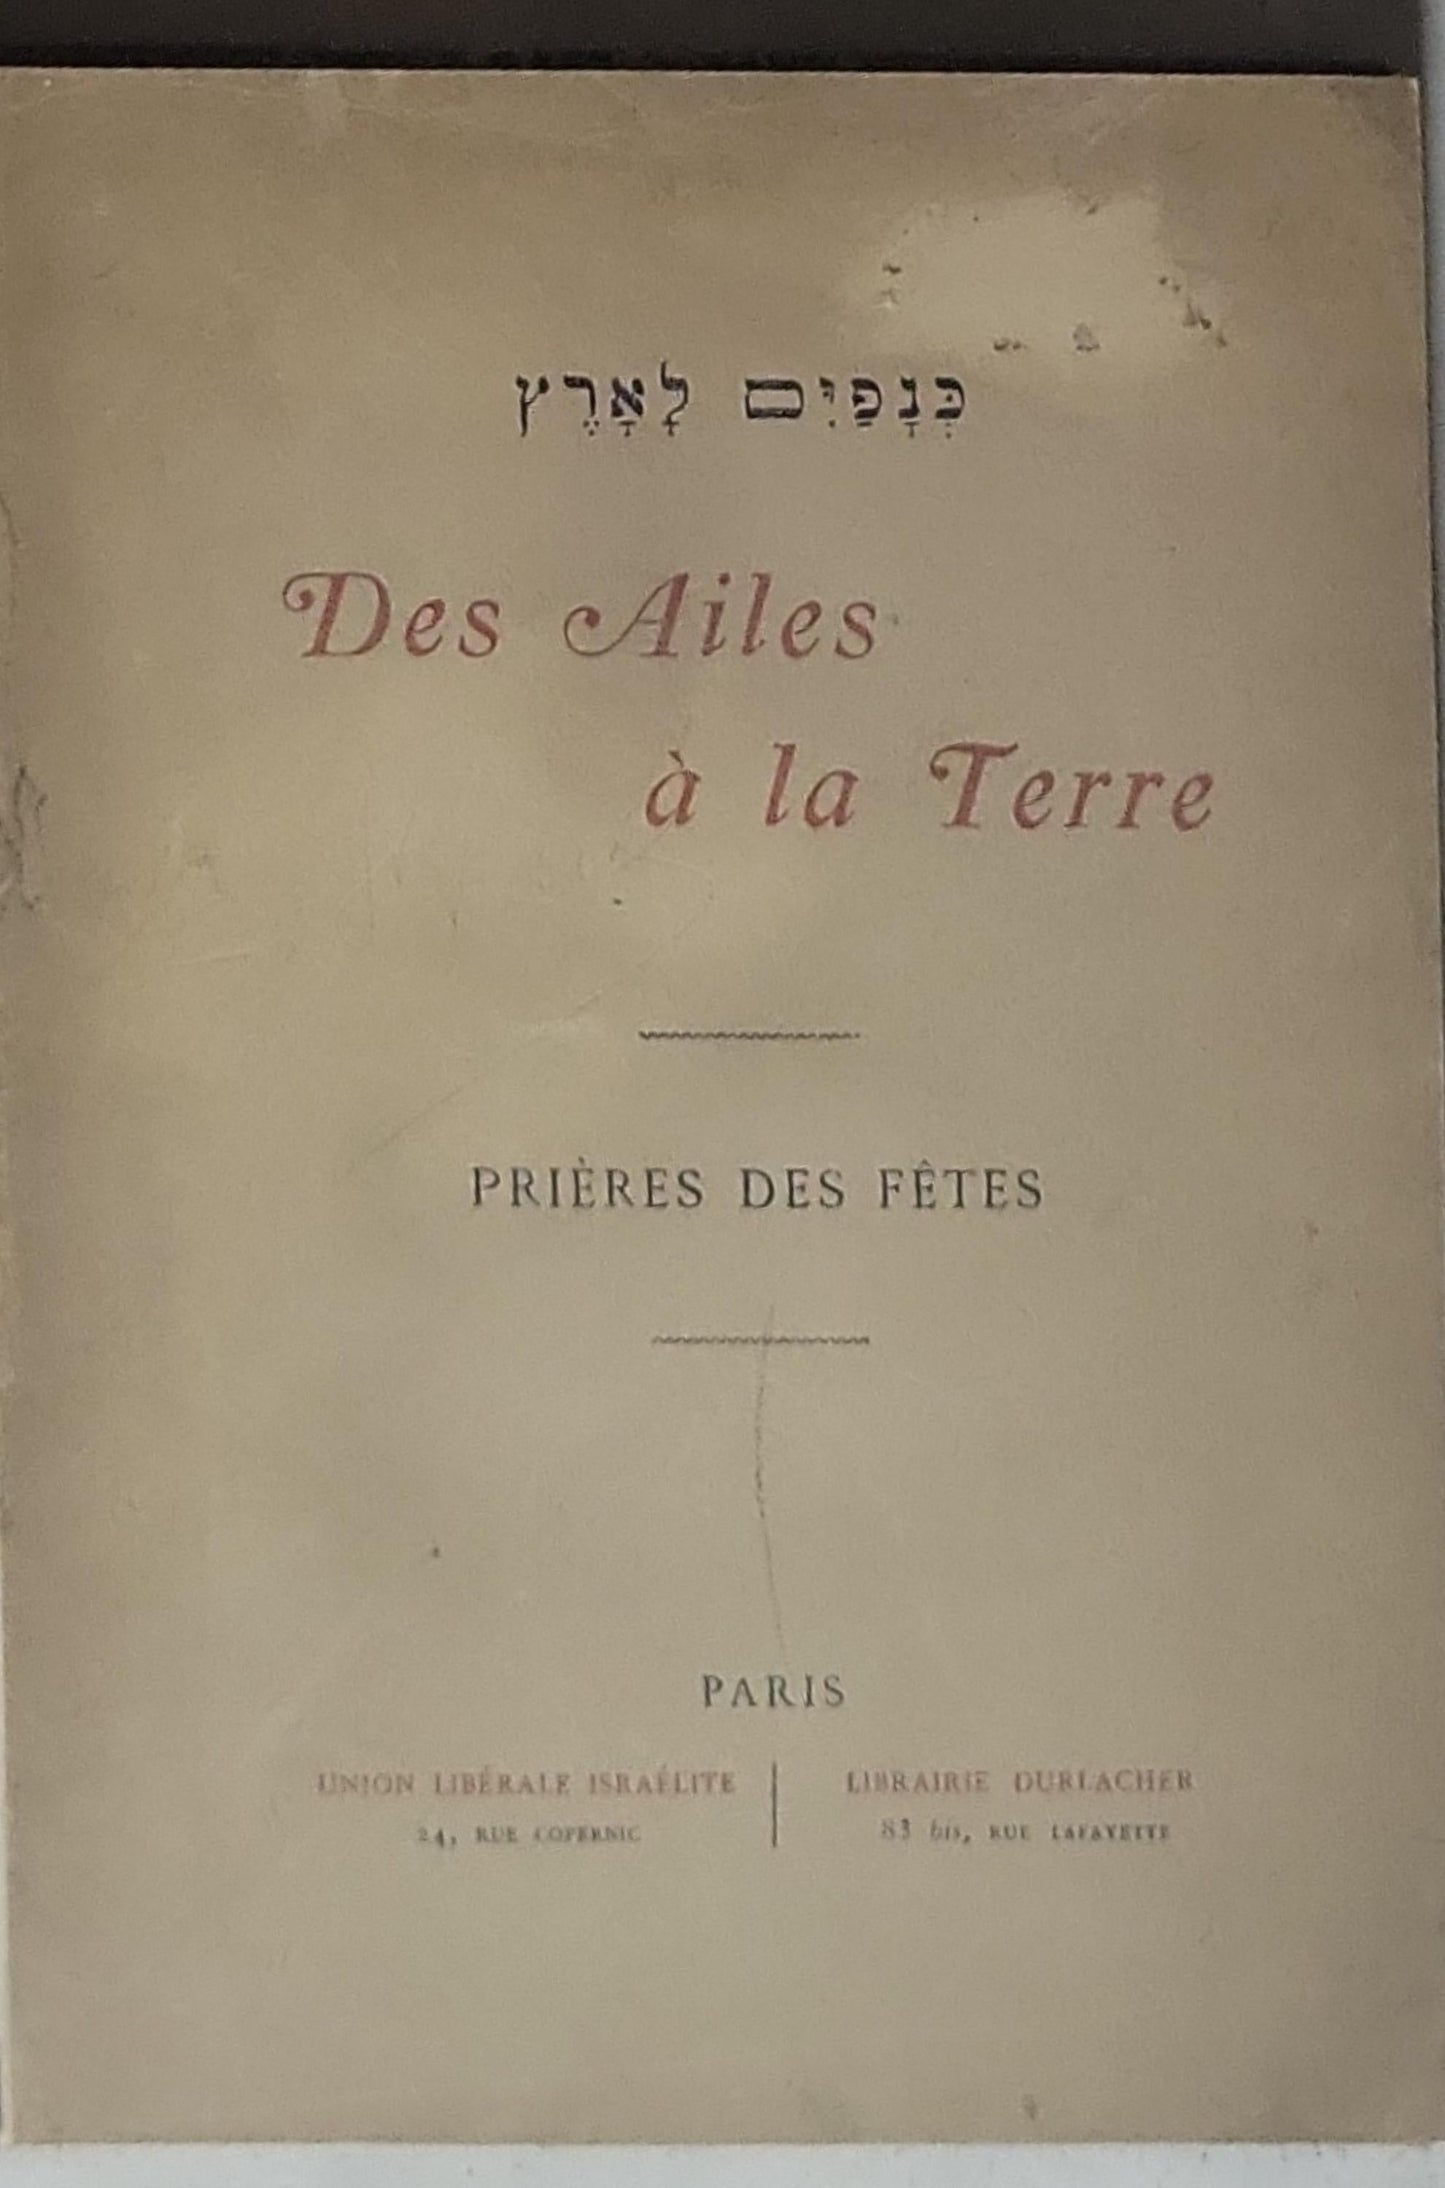 כְּנָפַיִם לָאָרֶץ
Des Ailes
à la Terre
PRIÈRES DES FÊTES
PARIS
UNION LIBÉRALE ISRAÉLITE
24, RUE COPERNIC
LIBRAIRIE DURLACHER
83 bis, RUE LAFAYETTE